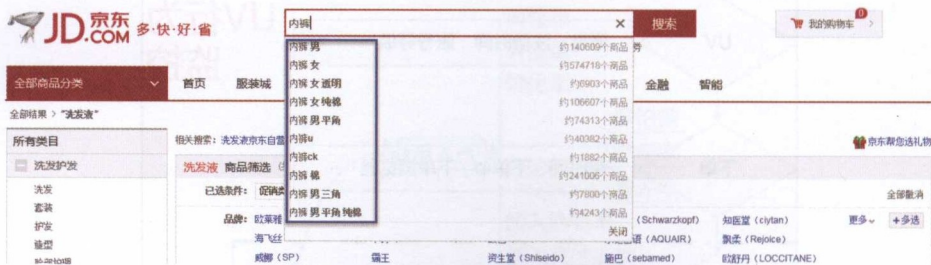 JD.COM 京东 多·快·好·省
内裤
搜索
我的购物车 0 >
内裤 男 约140609个商品
内裤 女 约574718个商品
内裤 女 透明 约6903个商品
内裤 女 纯棉 约106607个商品
内裤 男 平角 约74313个商品
内裤u 约40382个商品
内裤ck 约1882个商品
内裤 棉 约241006个商品
内裤 男 三角 约7800个商品
内裤 男 平角 纯棉 约4243个商品
关闭
全部商品分类 首页 服装城 金融 智能
全部结果 > "洗发液"
所有类目 相关搜索: 洗发液京东自营 京东帮您选礼物
洗发护发 洗发液 商品筛选
洗发 已选条件: 全部取消
套装 品牌: 欧莱雅 (Schwarzkopf) 知医堂 (ciytan) 更多 +多选
护发
海飞丝 (AQUAIR) 飘柔 (Rejoice)
造型
威娜 (SP) 霸王 资生堂 (Shiseido) 施巴 (sebamed) 欧舒丹 (LOCCITANE)